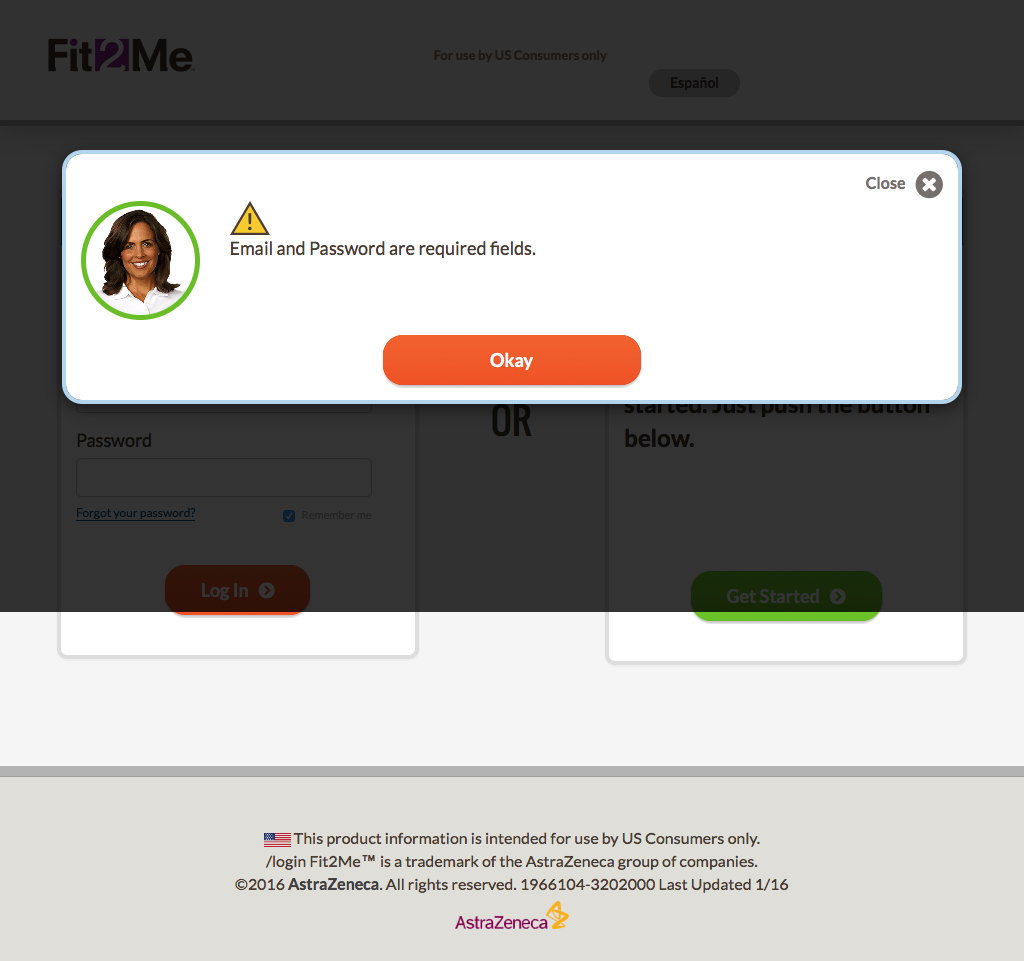 Fit2Me™
For use by US Consumers only
Español
Close
Email and Password are required fields.
Okay
started. Just push the button
below.
OR
Password
Forgot your password?
Remember me
Log In
Get Started
This product information is intended for use by US Consumers only.
/login Fit2Me™ is a trademark of the AstraZeneca group of companies.
©2016 AstraZeneca. All rights reserved. 1966104-3202000 Last Updated 1/16
AstraZeneca